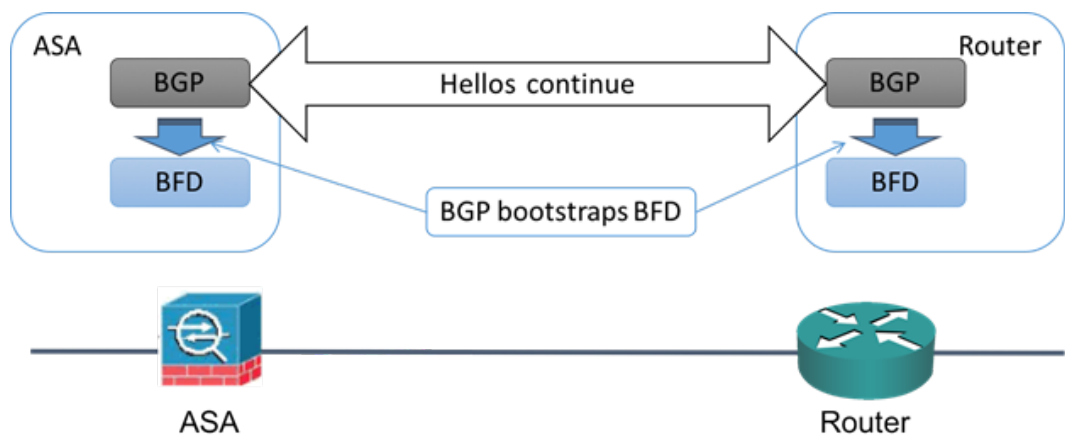 ASA
Router
BGP
Hellos continue
BGP
BFD
BFD
BGP bootstraps BFD
ASA
Router